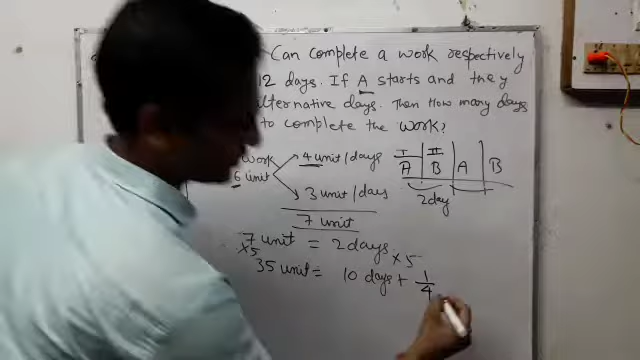 Can complete a work respectively
12 days. If A starts and they
alternative days. Then How many days
to complete the work?
work 4 unit/days I II
6 unit A B A B
3 unit/days 2day
7 unit
7 unit = 2days
×5 ×5
35 unit = 10 days + 1/4